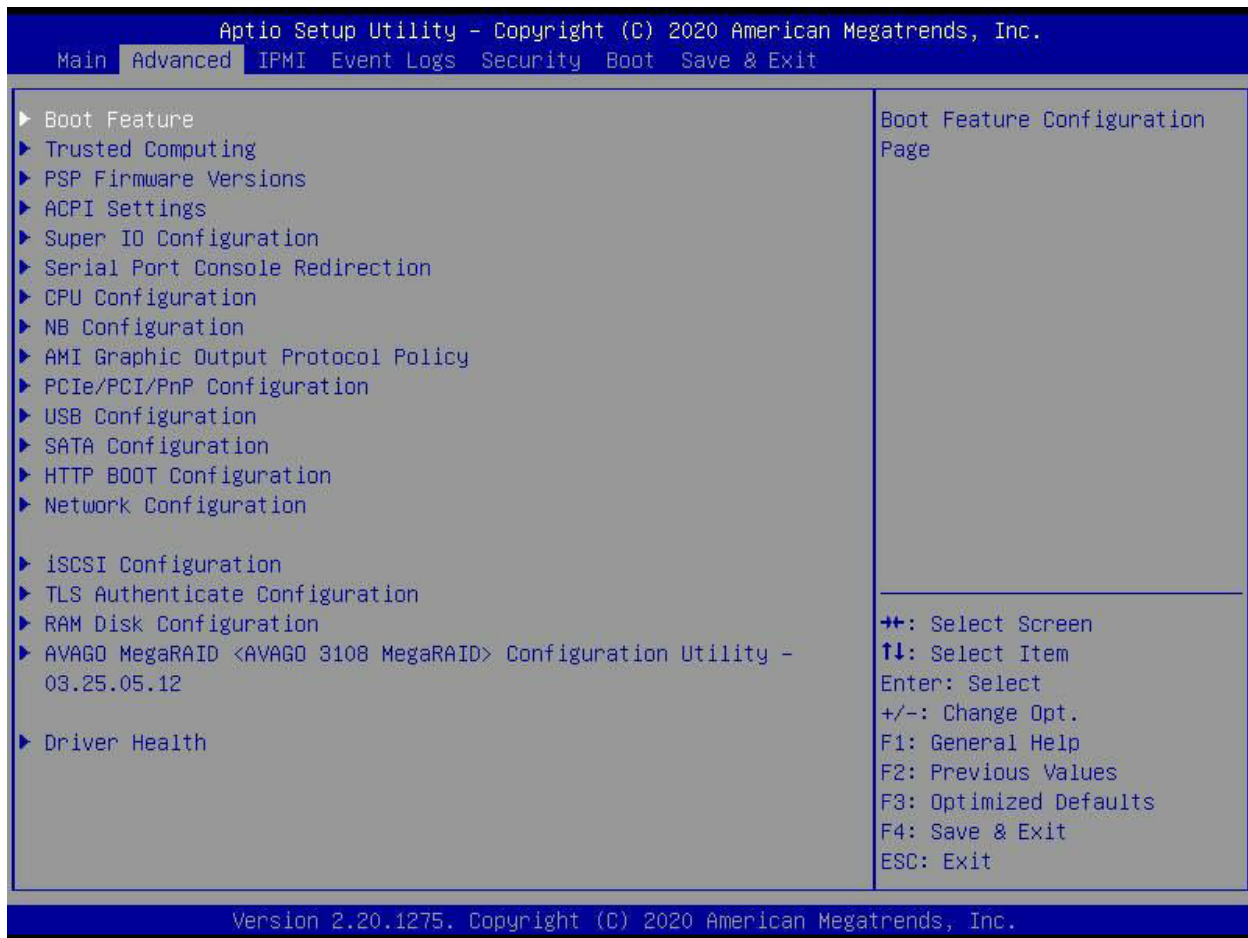 Aptio Setup Utility – Copyright (C) 2020 American Megatrends, Inc.
Main Advanced IPMI Event Logs Security Boot Save & Exit
▶ Boot Feature
▶ Trusted Computing
▶ PSP Firmware Versions
▶ ACPI Settings
▶ Super IO Configuration
▶ Serial Port Console Redirection
▶ CPU Configuration
▶ NB Configuration
▶ AMI Graphic Output Protocol Policy
▶ PCIe/PCI/PnP Configuration
▶ USB Configuration
▶ SATA Configuration
▶ HTTP BOOT Configuration
▶ Network Configuration
▶ iSCSI Configuration
▶ TLS Authenticate Configuration
▶ RAM Disk Configuration
▶ AVAGO MegaRAID <AVAGO 3108 MegaRAID> Configuration Utility –
03.25.05.12
▶ Driver Health
Boot Feature Configuration
Page
→←: Select Screen
↑↓: Select Item
Enter: Select
+/-: Change Opt.
F1: General Help
F2: Previous Values
F3: Optimized Defaults
F4: Save & Exit
ESC: Exit
Version 2.20.1275. Copyright (C) 2020 American Megatrends, Inc.